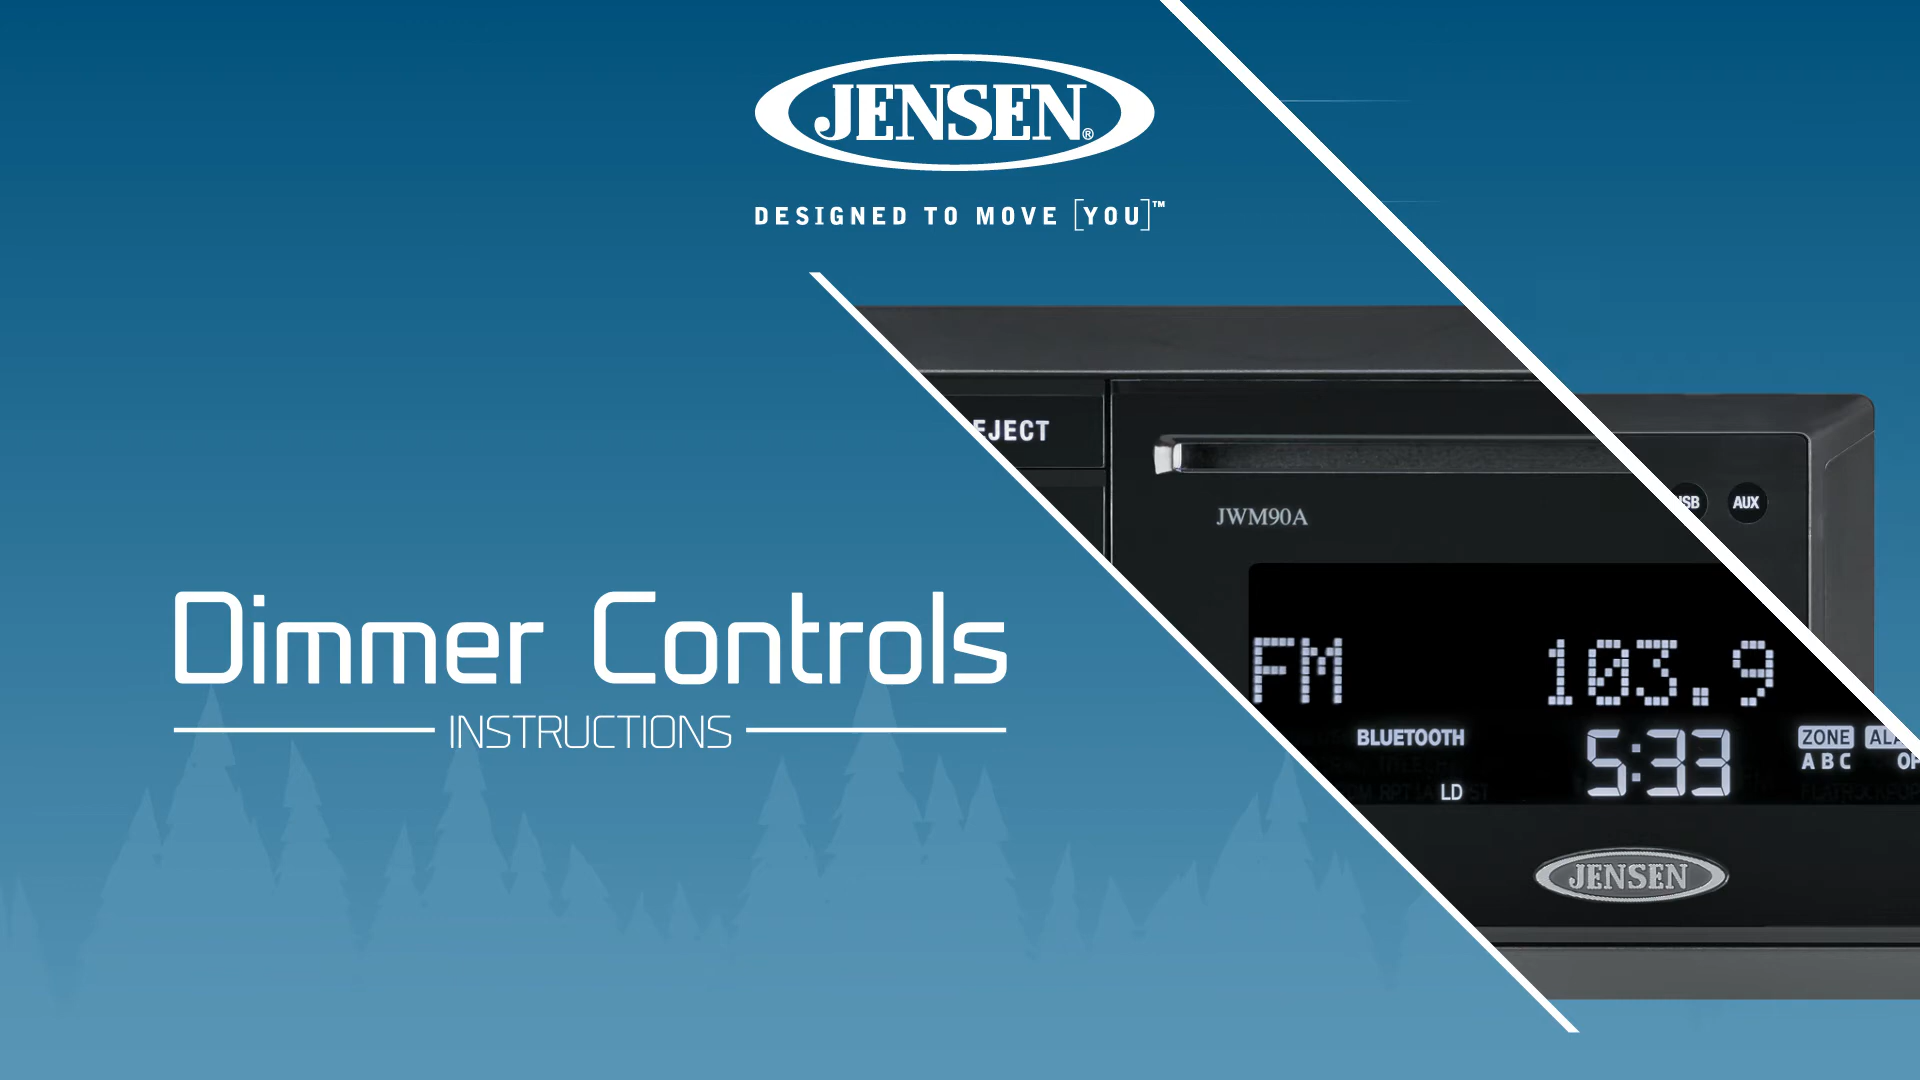 JENSEN®
DESIGNED TO MOVE [YOU]™
EJECT
JWM90A
USB AUX
Dimmer Controls
INSTRUCTIONS
FM 103.9
BLUETOOTH
LD
5:33
ZONE
A B C
JENSEN